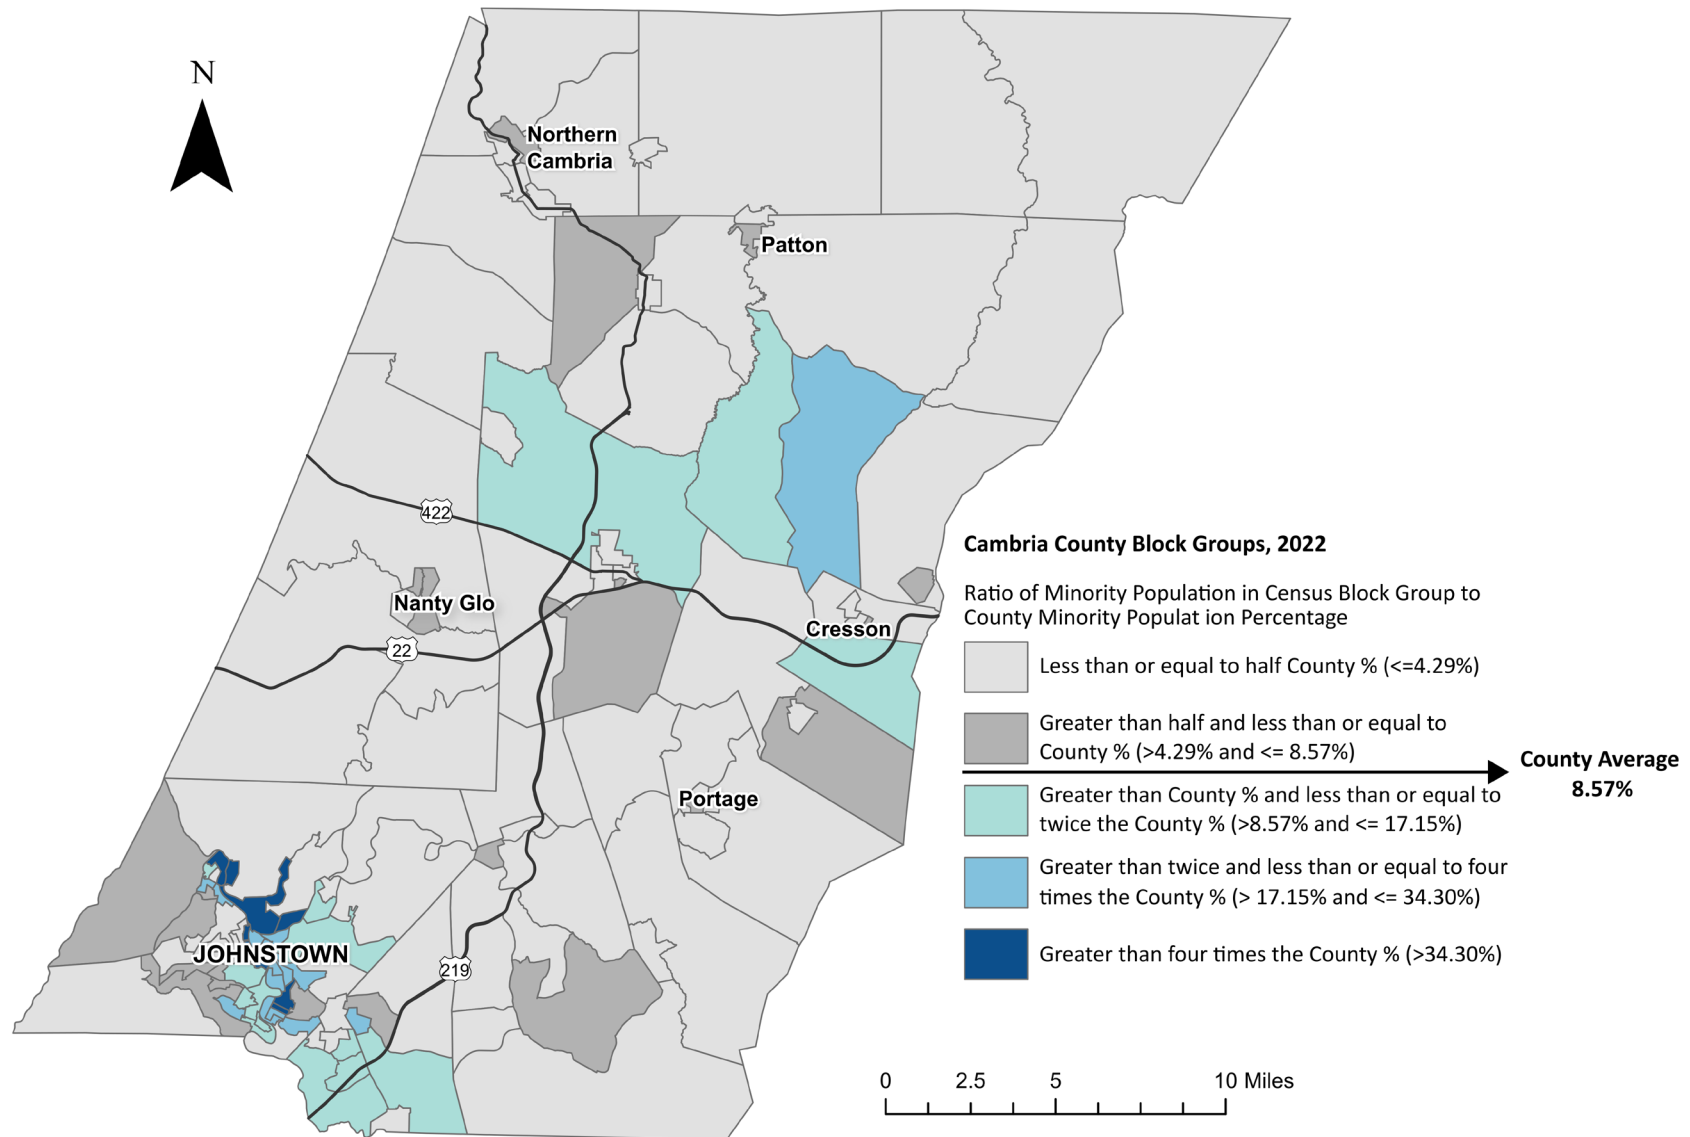 N
Northern
Cambria
Patton
422
Nanty Glo
22
Cresson
Portage
JOHNSTOWN
219
Cambria County Block Groups, 2022
Ratio of Minority Population in Census Block Group to
County Minority Populat ion Percentage
Less than or equal to half County % (<=4.29%)
Greater than half and less than or equal to
County % (>4.29% and <= 8.57%)
County Average
8.57%
Greater than County % and less than or equal to
twice the County % (>8.57% and <= 17.15%)
Greater than twice and less than or equal to four
times the County % (> 17.15% and <= 34.30%)
Greater than four times the County % (>34.30%)
0 2.5 5 10 Miles